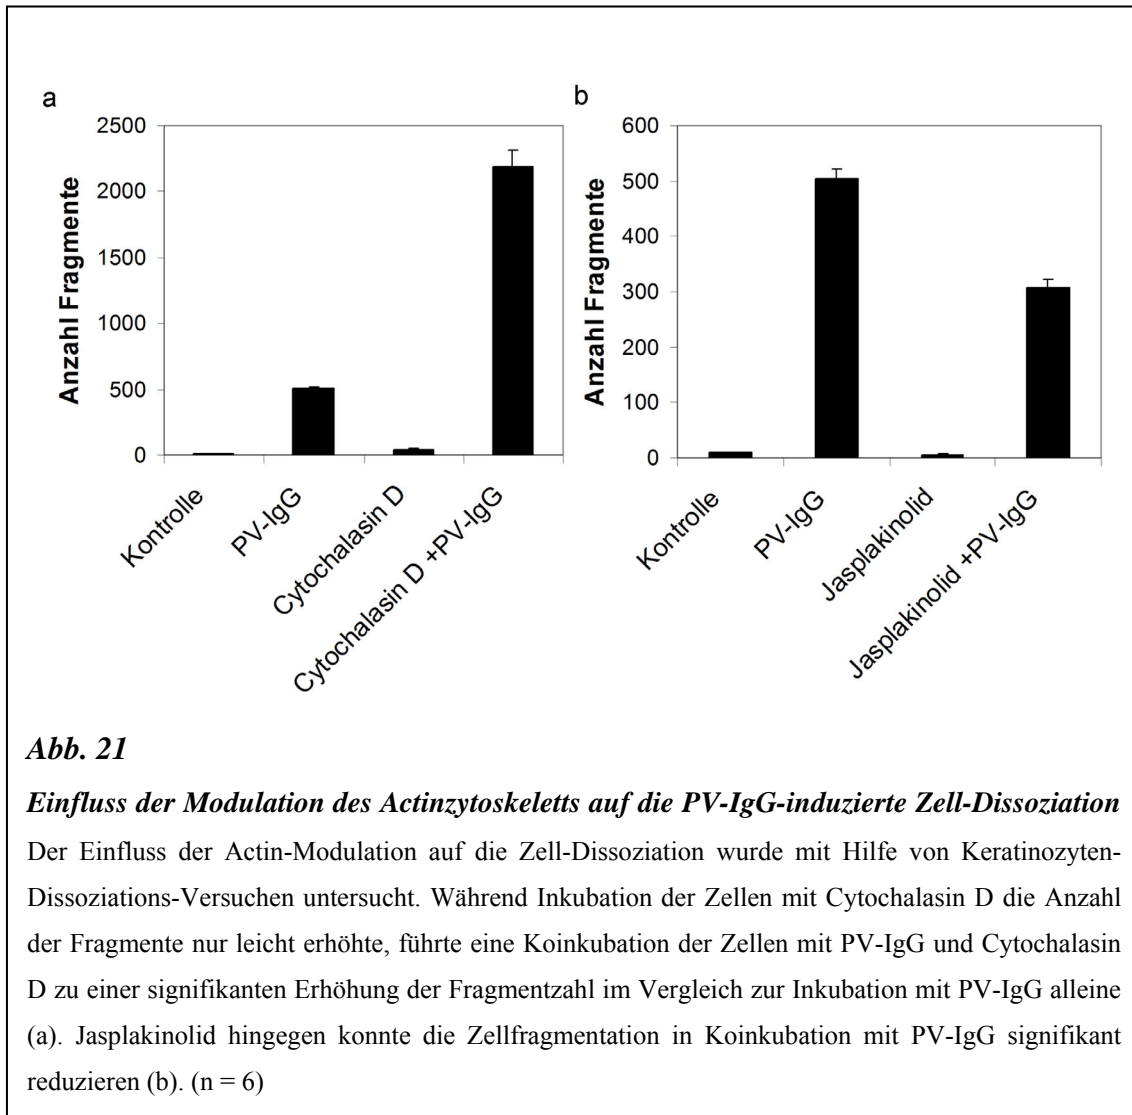 a
2500
2000
1500
1000
500
0
Anzahl Fragmente
Kontrolle
PV-IgG
Cytochalasin D
Cytochalasin D +PV-IgG
b
600
500
400
300
200
100
0
Anzahl Fragmente
Kontrolle
PV-IgG
Jasplakinolid
Jasplakinolid +PV-IgG
Abb. 21
Einfluss der Modulation des Actinzytoskeletts auf die PV-IgG-induzierte Zell-Dissoziation
Der Einfluss der Actin-Modulation auf die Zell-Dissoziation wurde mit Hilfe von Keratinozyten-
Dissoziations-Versuchen untersucht. Während Inkubation der Zellen mit Cytochalasin D die Anzahl
der Fragmente nur leicht erhöhte, führte eine Koinkubation der Zellen mit PV-IgG und Cytochalasin
D zu einer signifikanten Erhöhung der Fragmentzahl im Vergleich zur Inkubation mit PV-IgG alleine
(a). Jasplakinolid hingegen konnte die Zellfragmentation in Koinkubation mit PV-IgG signifikant
reduzieren (b). (n = 6)